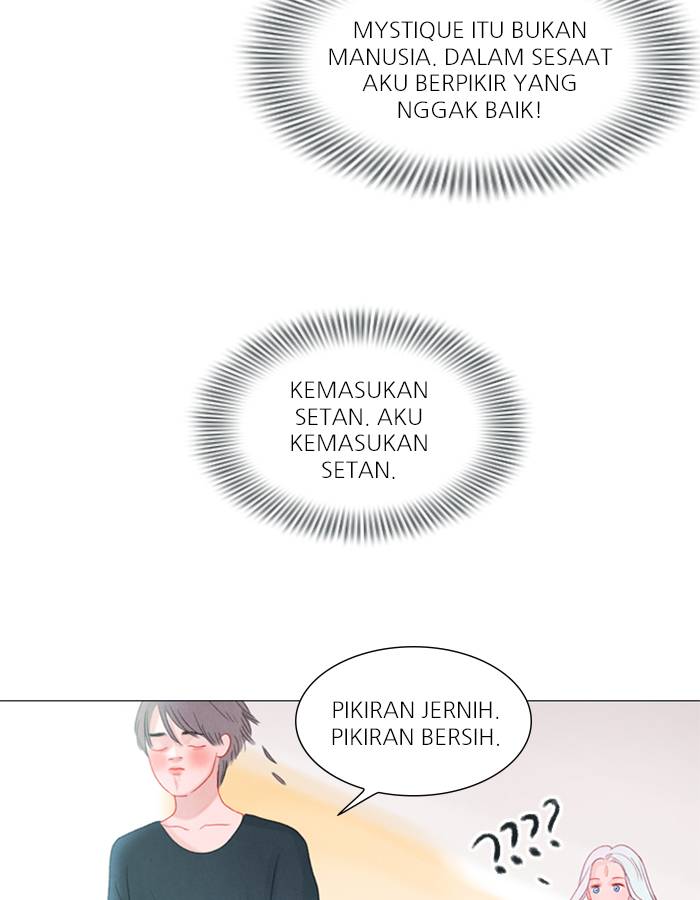 MYSTIQUE ITU BUKAN
MANUSIA. DALAM SESAAT
AKU BERPIKIR YANG
NGGAK BAIK!
KEMASUKAN
SETAN. AKU
KEMASUKAN
SETAN.
PIKIRAN JERNIH.
PIKIRAN BERSIH.
????